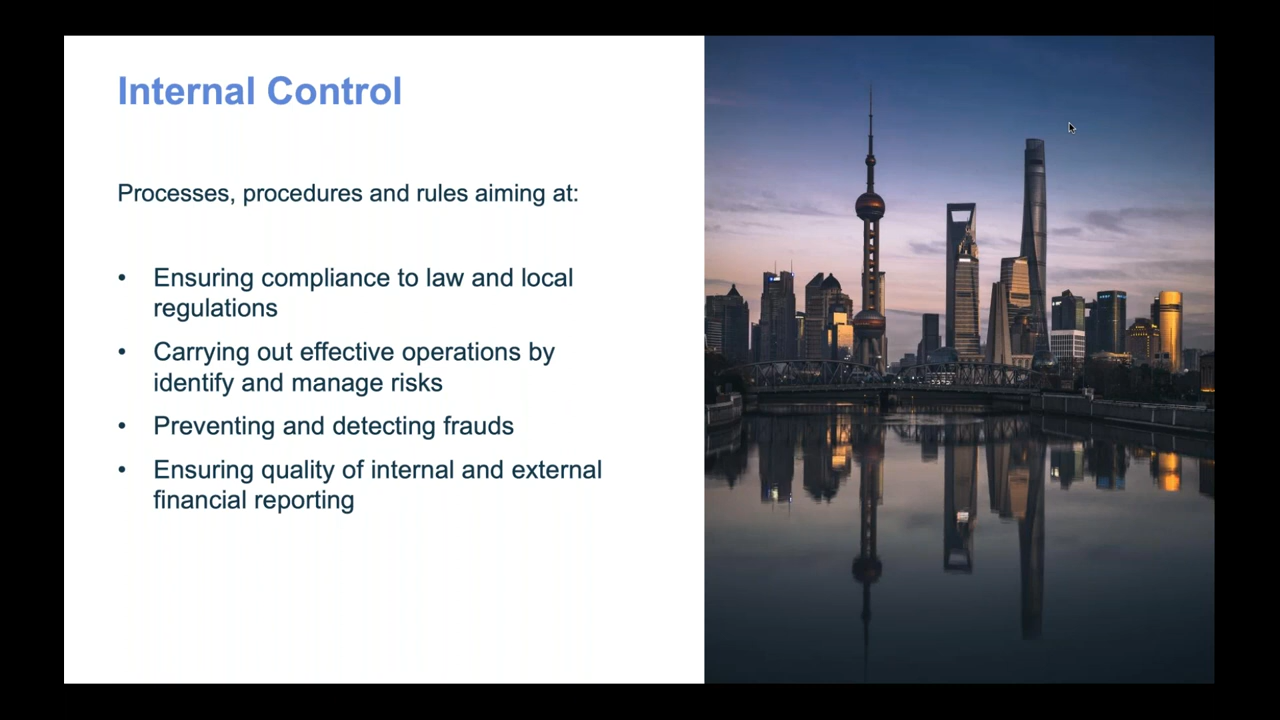 Internal Control
Processes, procedures and rules aiming at:
• Ensuring compliance to law and local
regulations
• Carrying out effective operations by
identify and manage risks
• Preventing and detecting frauds
• Ensuring quality of internal and external
financial reporting